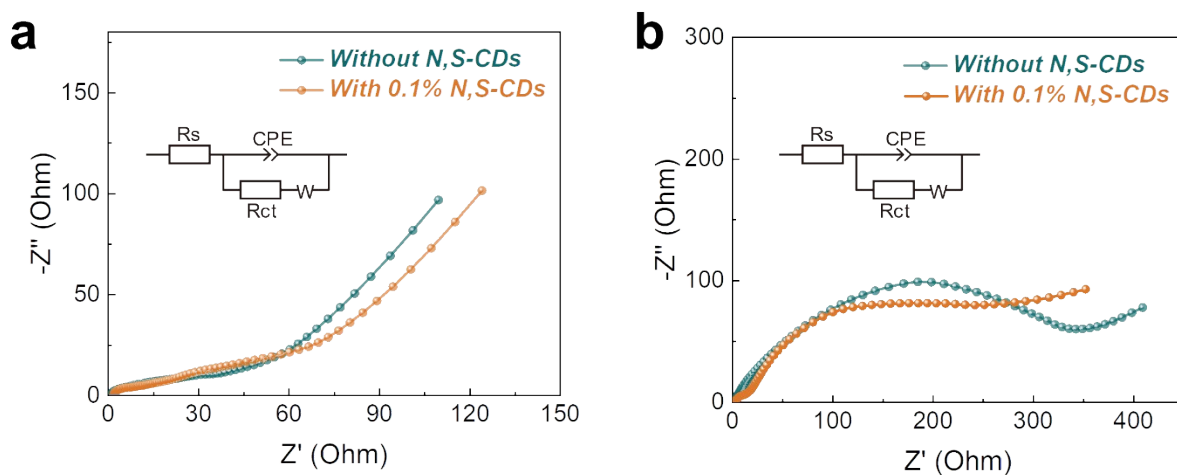 a
Without N,S-CDs
With 0.1% N,S-CDs
Rs
CPE
Rct
W
-Z" (Ohm)
150
100
50
0
0
30
60
90
120
150
Z' (Ohm)
b
Without N,S-CDs
With 0.1% N,S-CDs
Rs
CPE
Rct
W
-Z" (Ohm)
300
200
100
0
0
100
200
300
400
Z' (Ohm)